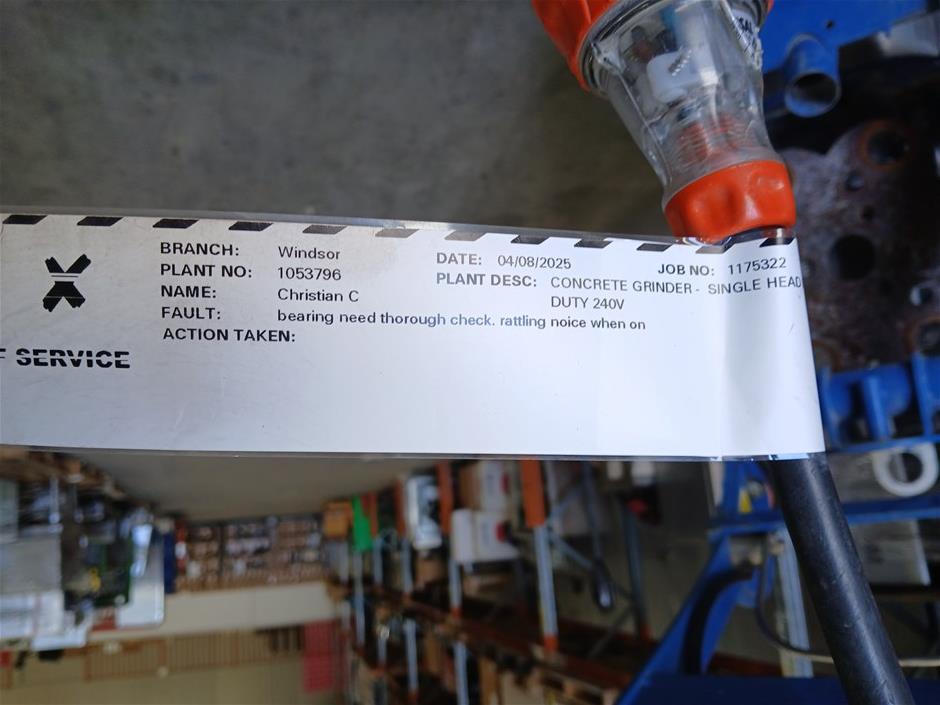 BRANCH: Windsor
PLANT NO: 1053796
NAME: Christian C
FAULT: bearing need thorough check. rattling noice when on
ACTION TAKEN:
DATE: 04/08/2025
JOB NO: 1175322
PLANT DESC: CONCRETE GRINDER - SINGLE HEAD
DUTY 240V
SERVICE